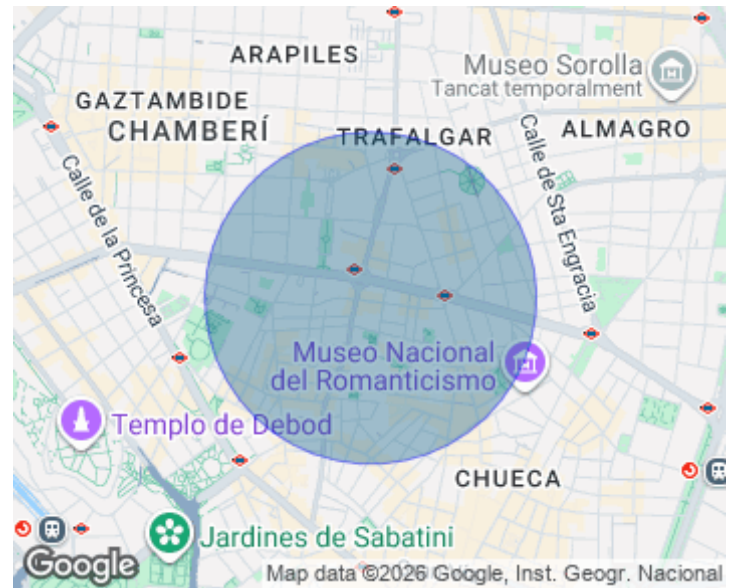 ARAPILES
Museo Sorolla
Tancat temporalment
GAZTAMBIDE
CHAMBERÍ
TRAFALGAR
ALMAGRO
Calle de la Princesa
Calle de Sta Engracia
Museo Nacional
del Romanticismo
Templo de Debod
CHUECA
Jardines de Sabatini
Google
Map data ©2026 Google, Inst. Geogr. Nacional